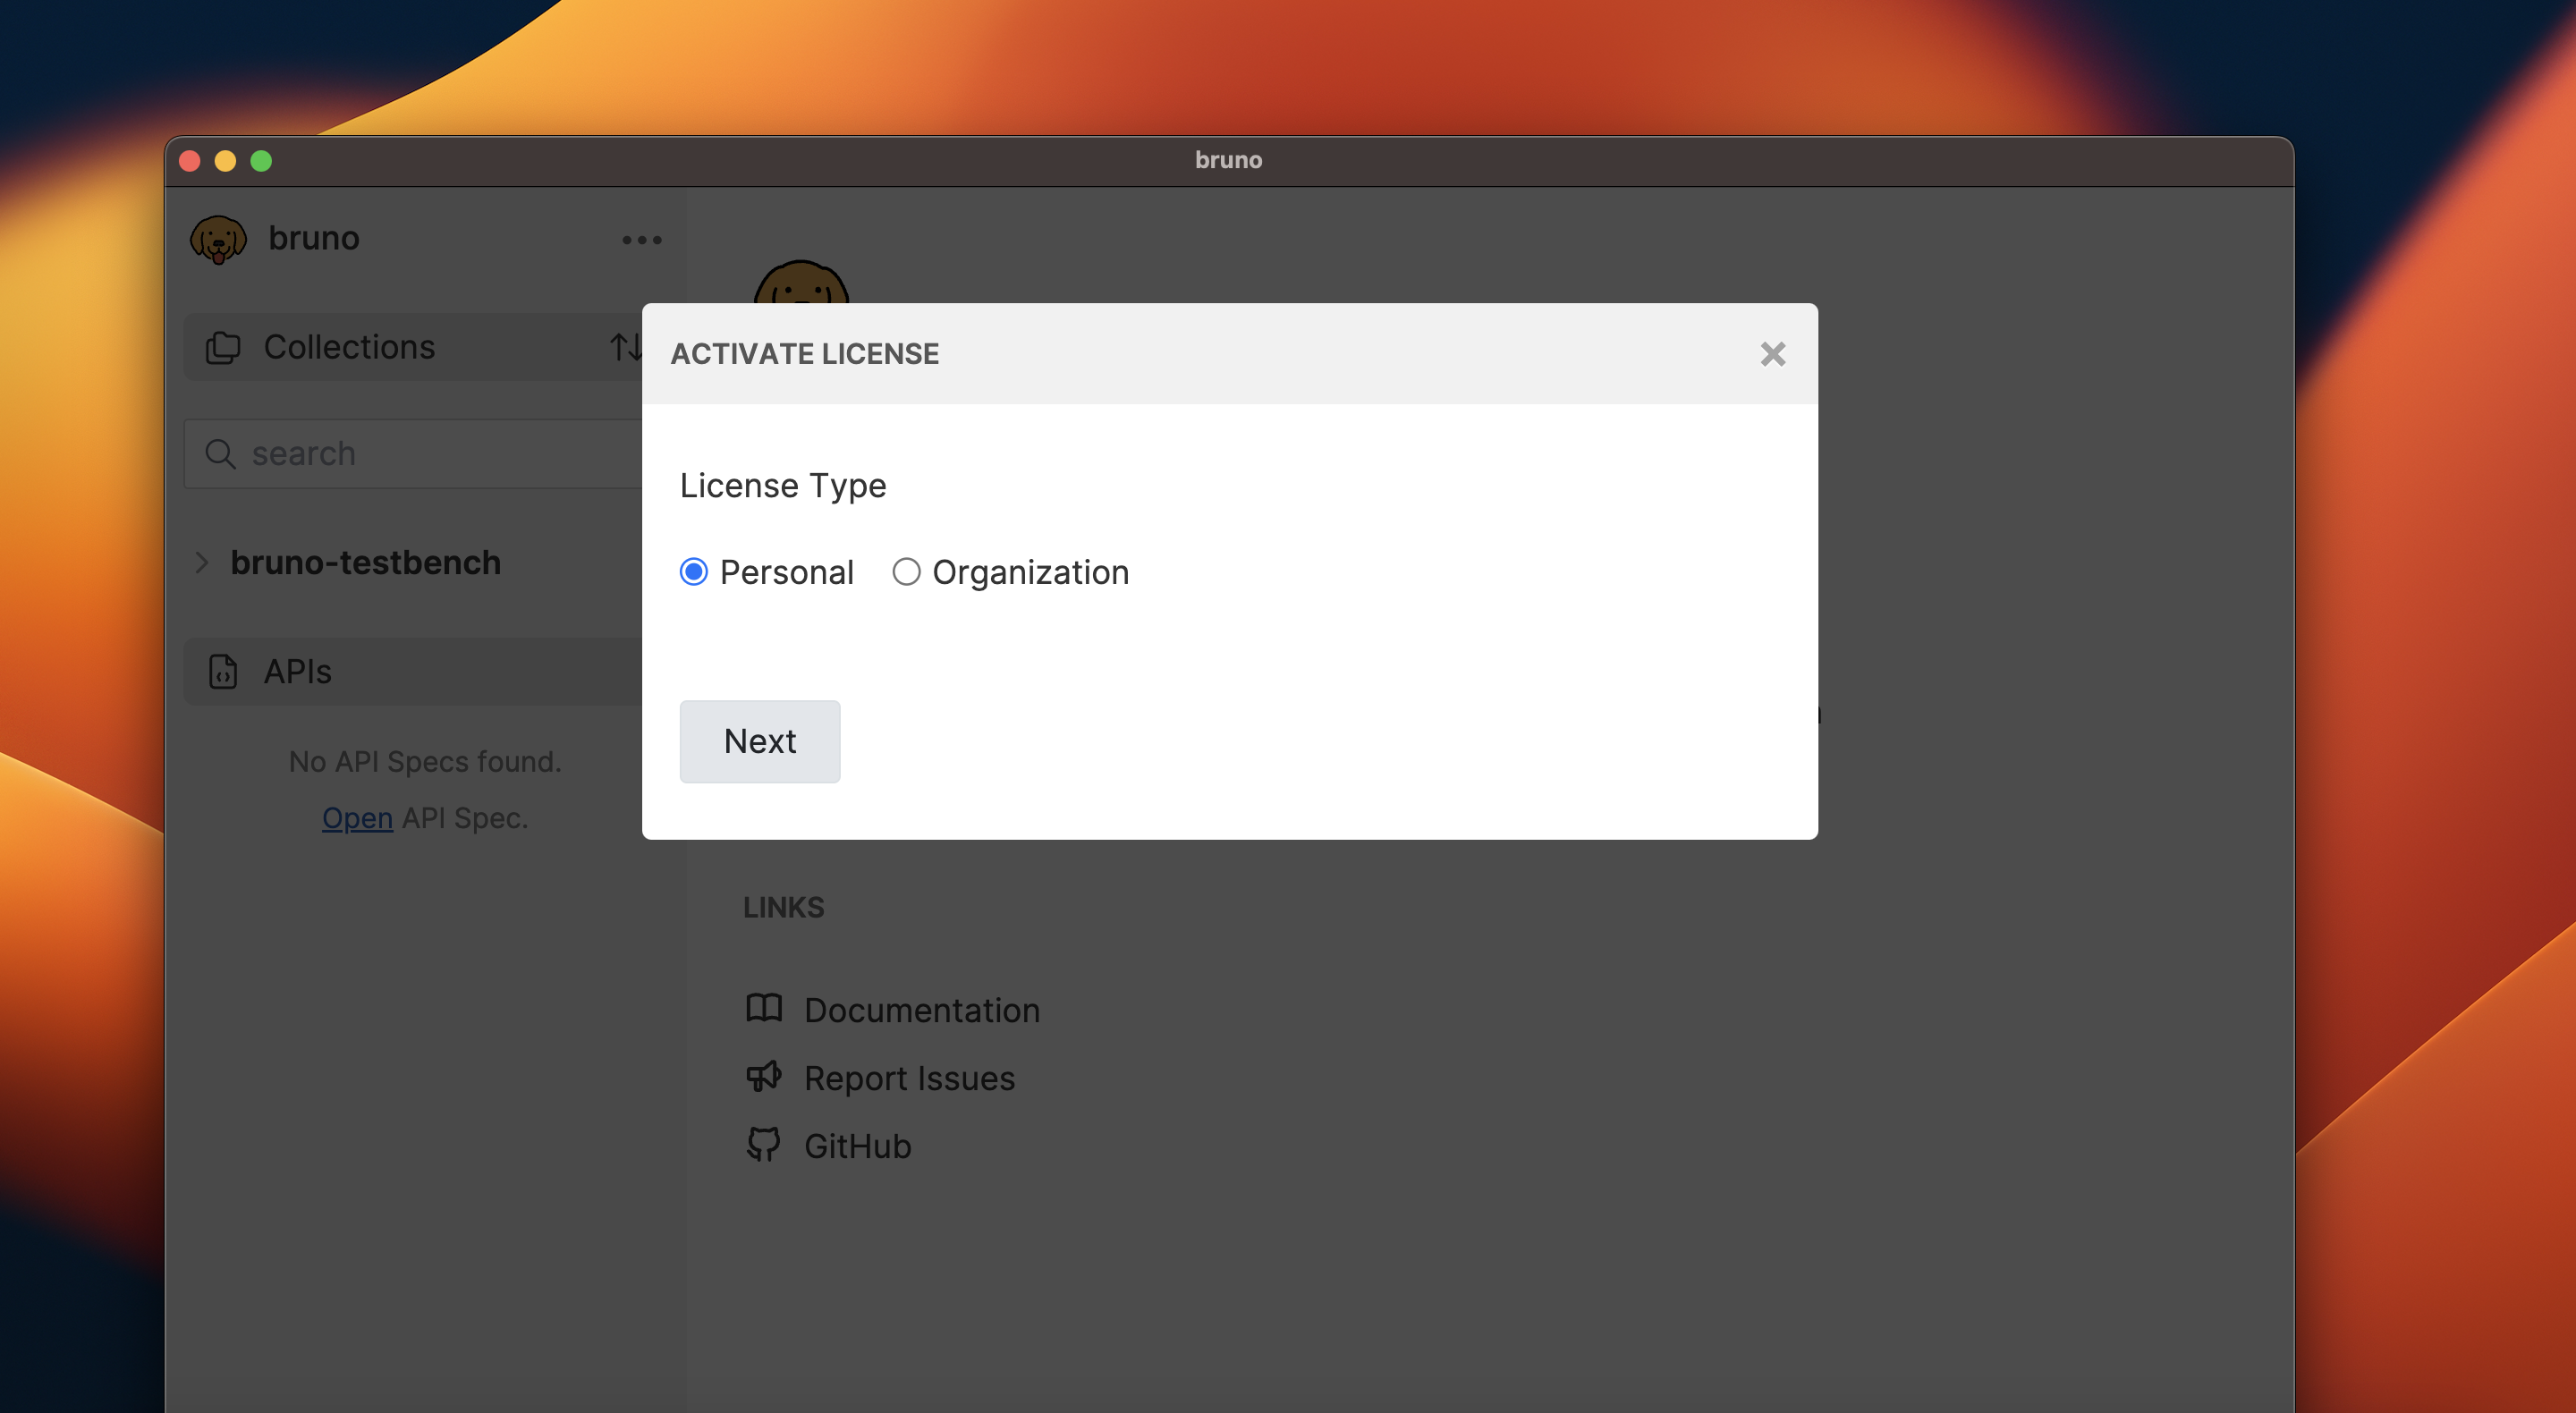 bruno
bruno
Collections
search
bruno-testbench
APIs
No API Specs found.
Open API Spec.
ACTIVATE LICENSE
License Type
Personal
Organization
Next
LINKS
Documentation
Report Issues
GitHub